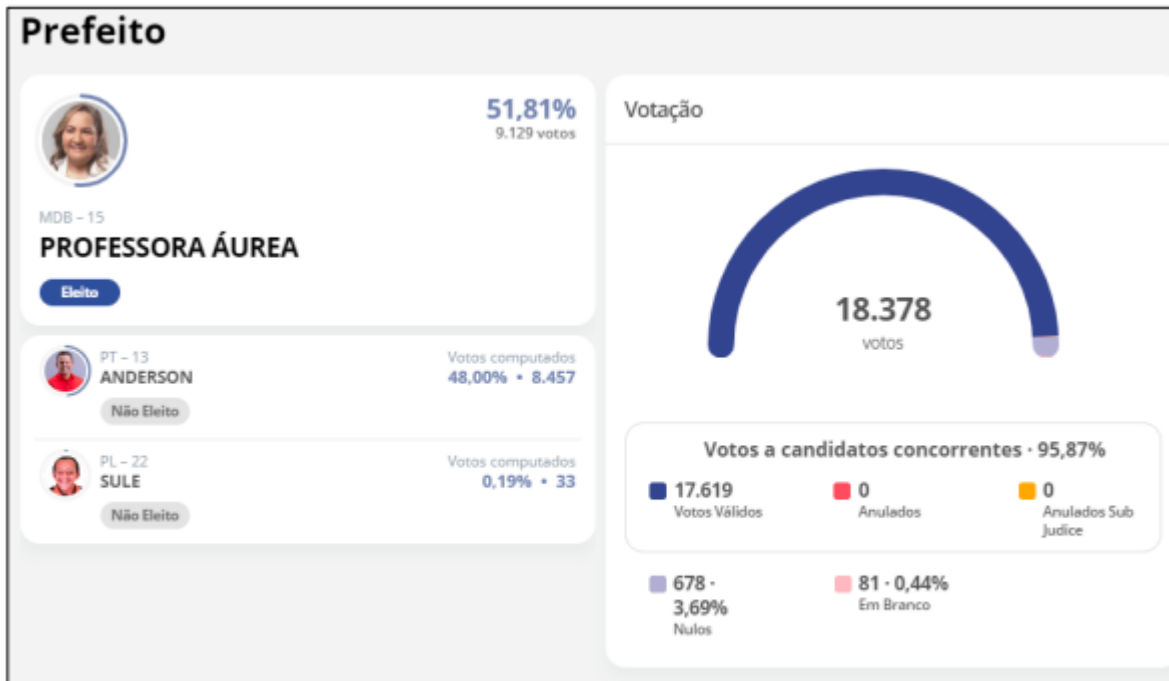 Prefeito
51,81%
9.129 votos
MDB – 15
PROFESSORA ÁUREA
Eleito
PT – 13
ANDERSON
Votos computados
48,00% • 8.457
Não Eleito
PL – 22
SULE
Votos computados
0,19% • 33
Não Eleito
Votação
18.378
votos
Votos a candidatos concorrentes · 95,87%
17.619
Votos Válidos
0
Anulados
0
Anulados Sub
Judice
678 ·
3,69%
Nulos
81 · 0,44%
Em Branco